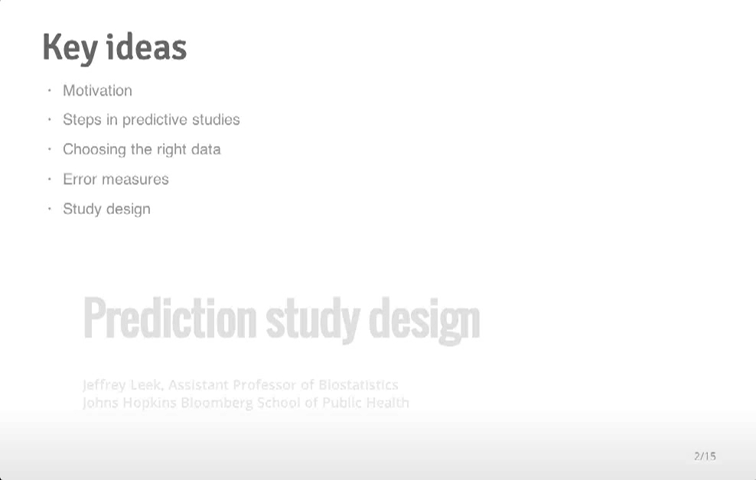 Key ideas
· Motivation
· Steps in predictive studies
· Choosing the right data
· Error measures
· Study design
Prediction study design
Jeffrey Leek, Assistant Professor of Biostatistics
Johns Hopkins Bloomberg School of Public Health
2/15